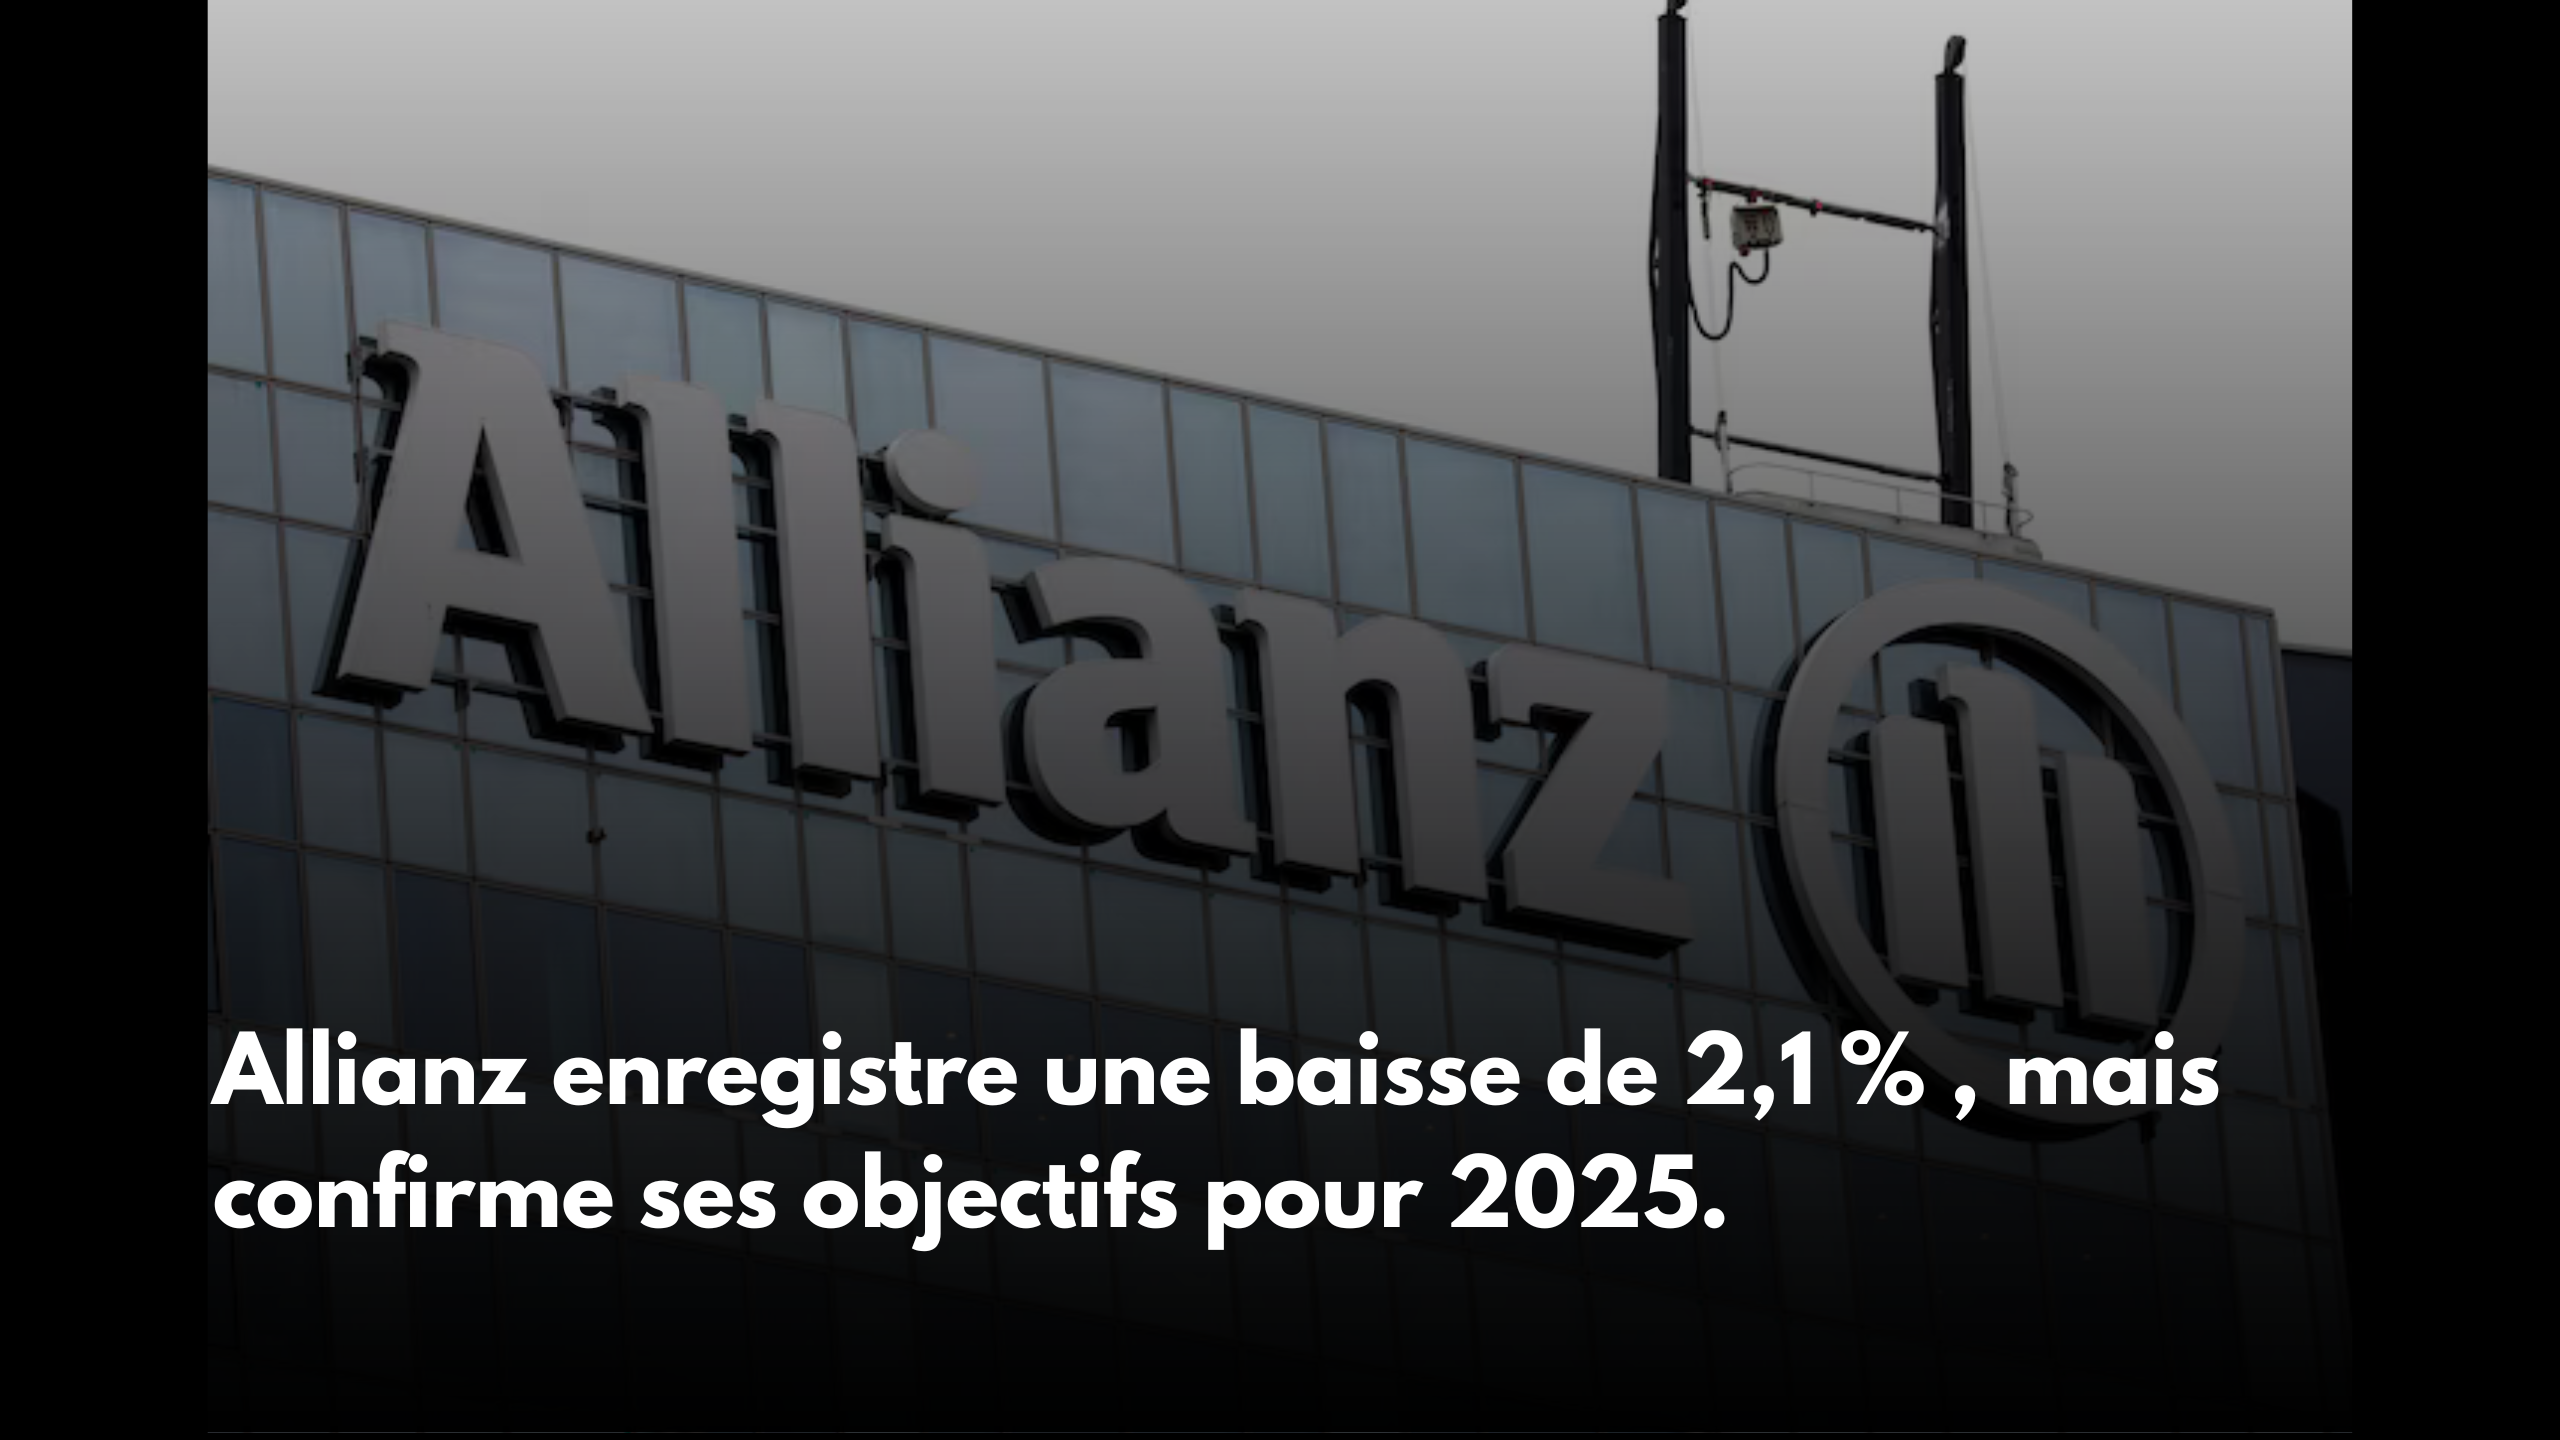 Allianz
Allianz enregistre une baisse de 2,1 % , mais
confirme ses objectifs pour 2025.